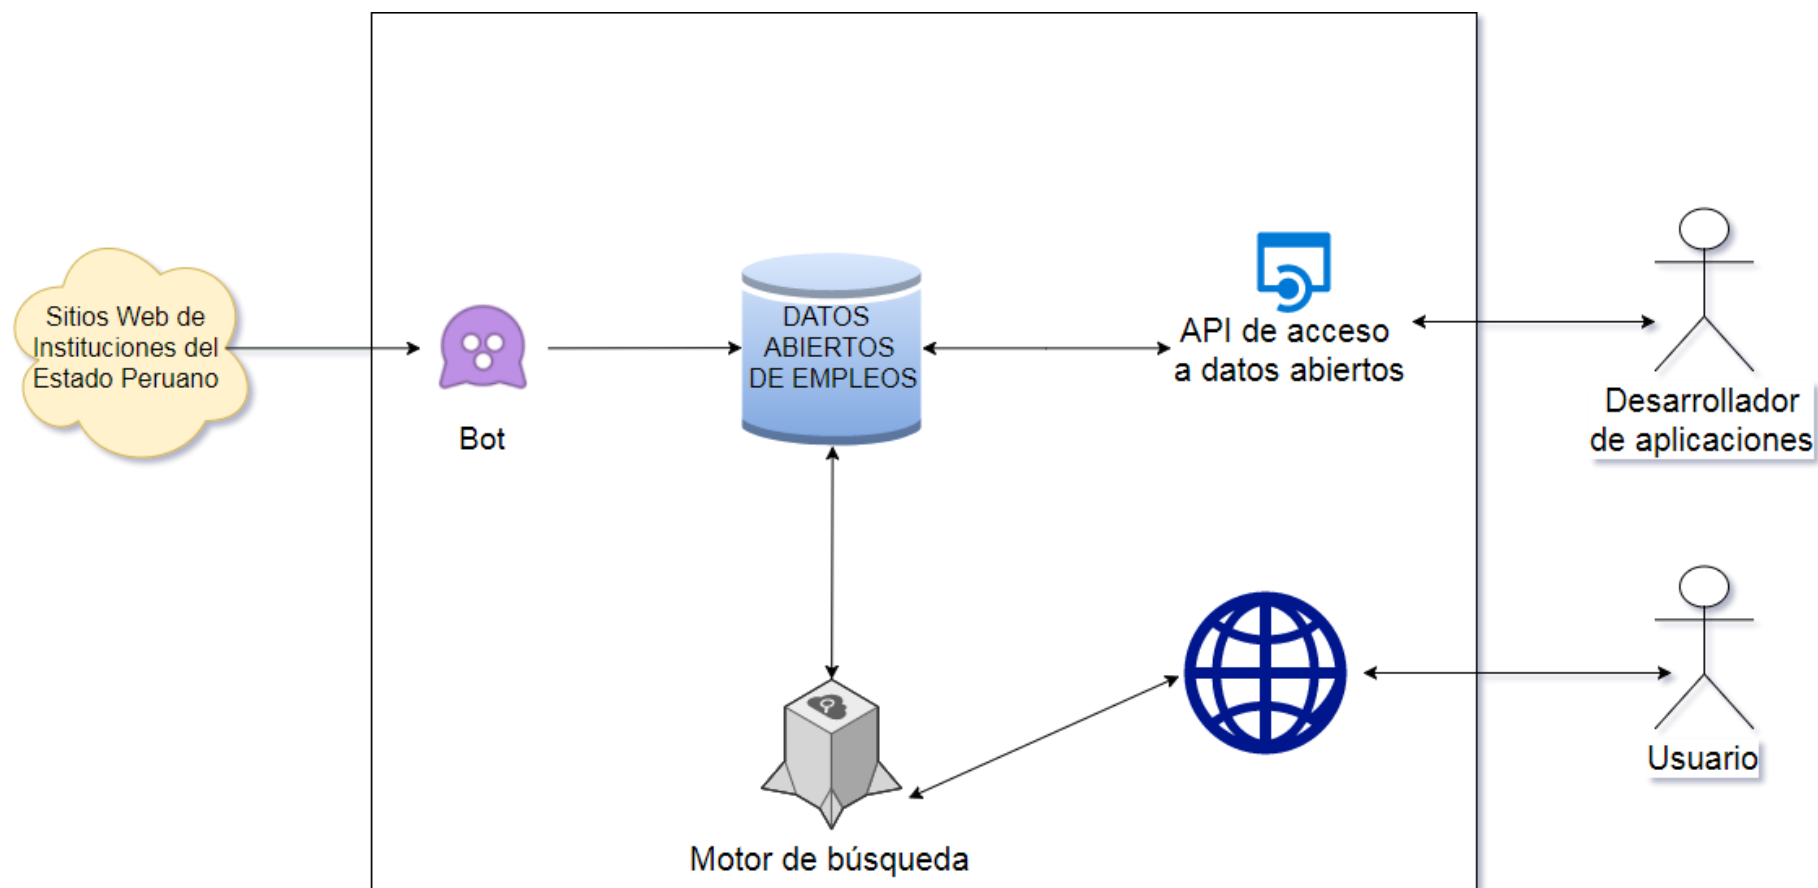 Sitios Web de
Instituciones del
Estado Peruano
Bot
DATOS
ABIERTOS
DE EMPLEOS
API de acceso
a datos abiertos
Desarrollador
de aplicaciones
Motor de búsqueda
Usuario